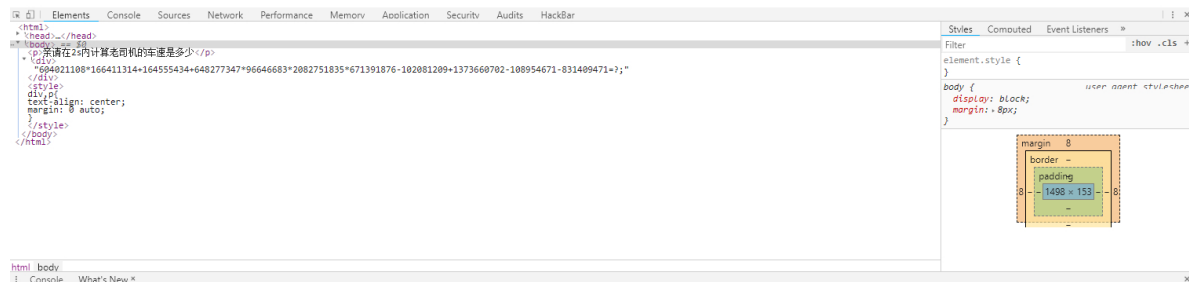 Elements Console Sources Network Performance Memory Application Security Audits HackBar
<html>
<head>…</head>
<body> == $0
<p>亲请在2s内计算老司机的车速是多少</p>
<div>
"604021108*166411314+164555434+648277347*96646683*2082751835*671391876-102081209+1373660702-108954671-831409471=?;"
</div>
<style>
div,p{
text-align: center;
margin: 0 auto;
}
</style>
</body>
</html>
html body
Console What's New ×
Styles Computed Event Listeners »
Filter :hov .cls +
element.style {
}
body { user agent styleshee
display: block;
margin: 8px;
}
margin 8
border –
padding –
8 – – 1498 × 153 – – 8
–
–